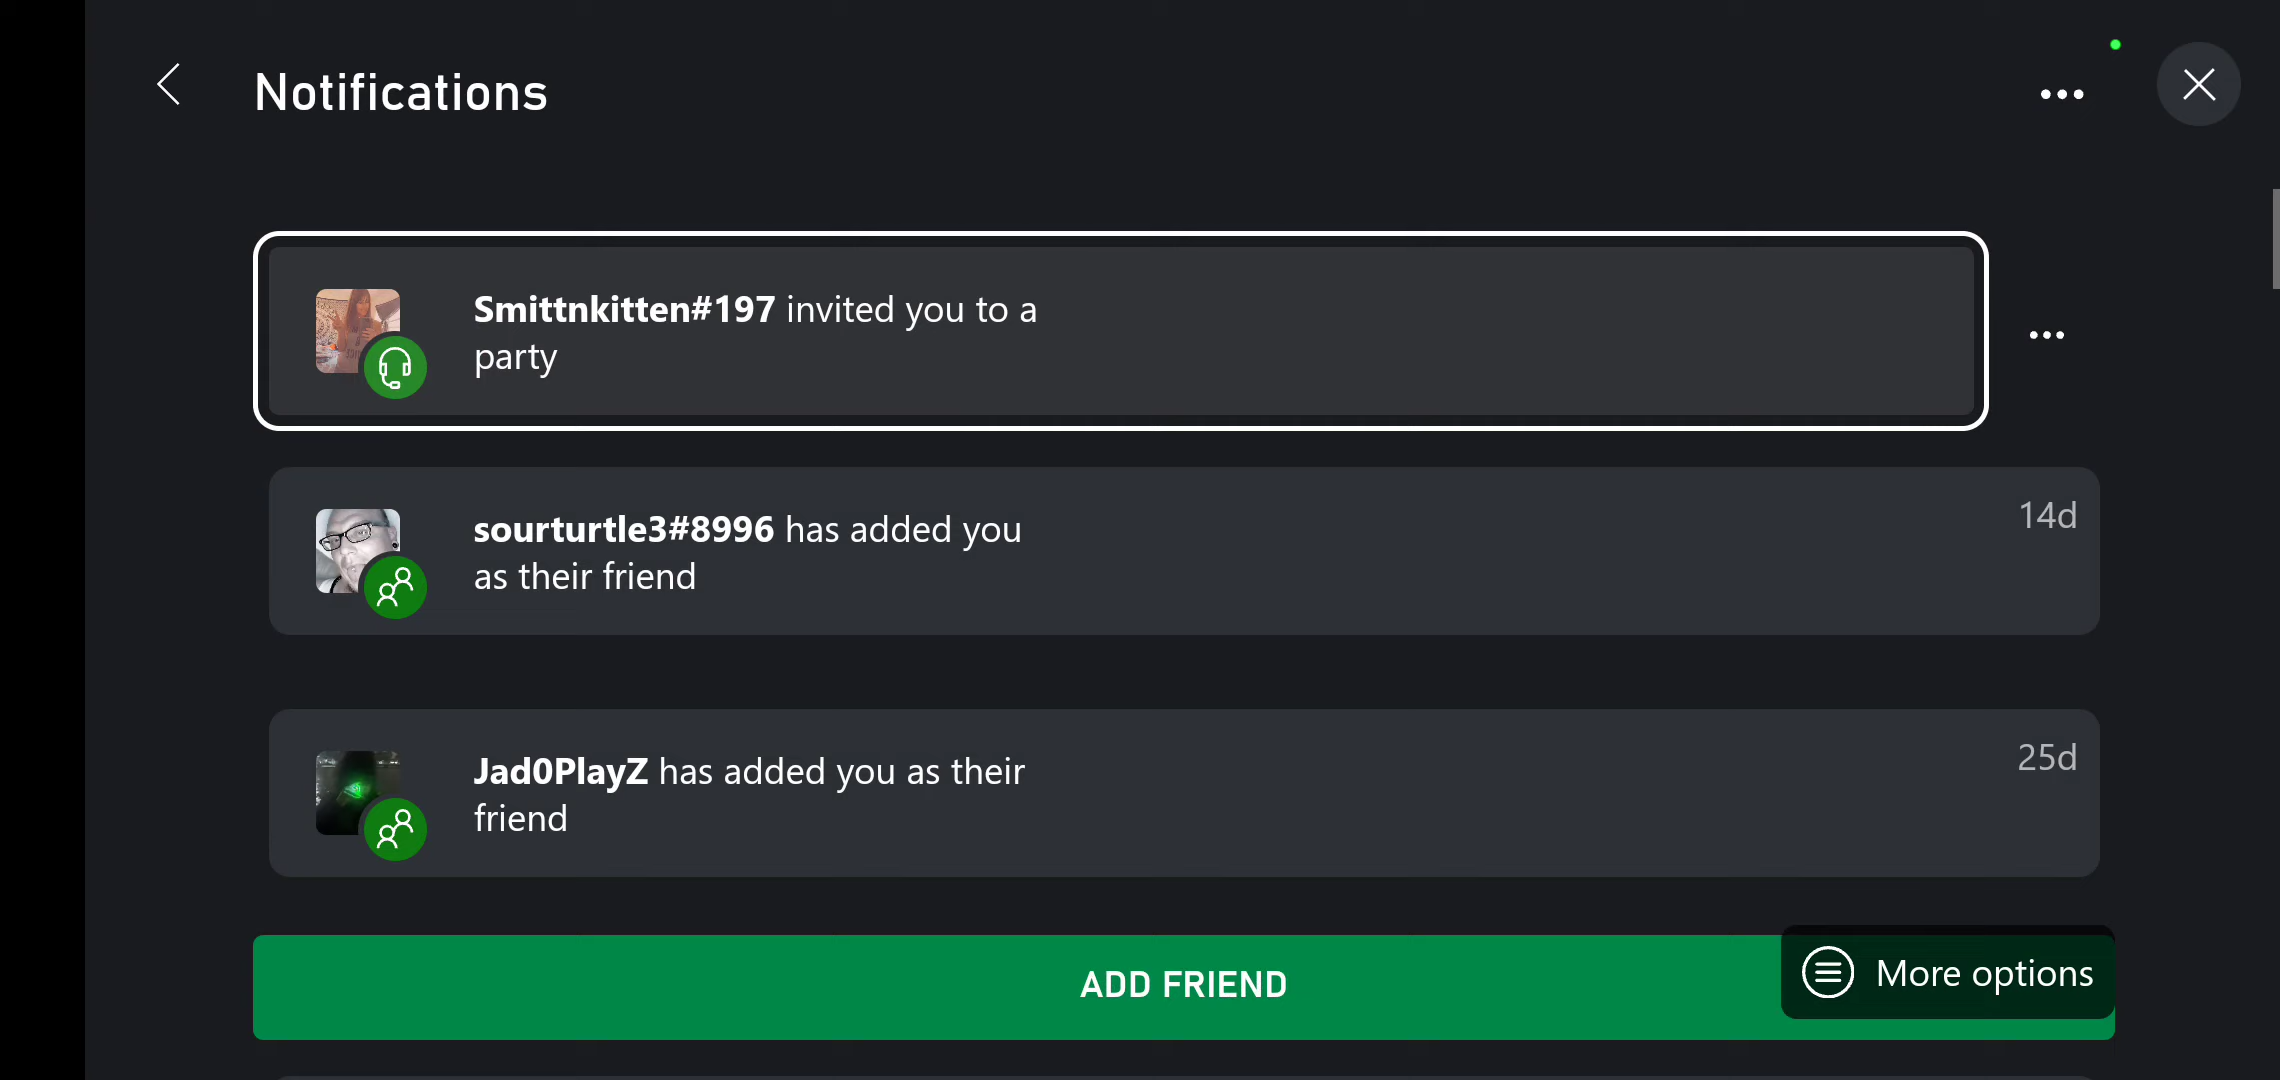 Notifications
Smittnkitten#197 invited you to a
party
sourturtle3#8996 has added you
as their friend
14d
Jad0PlayZ has added you as their
friend
25d
ADD FRIEND
More options